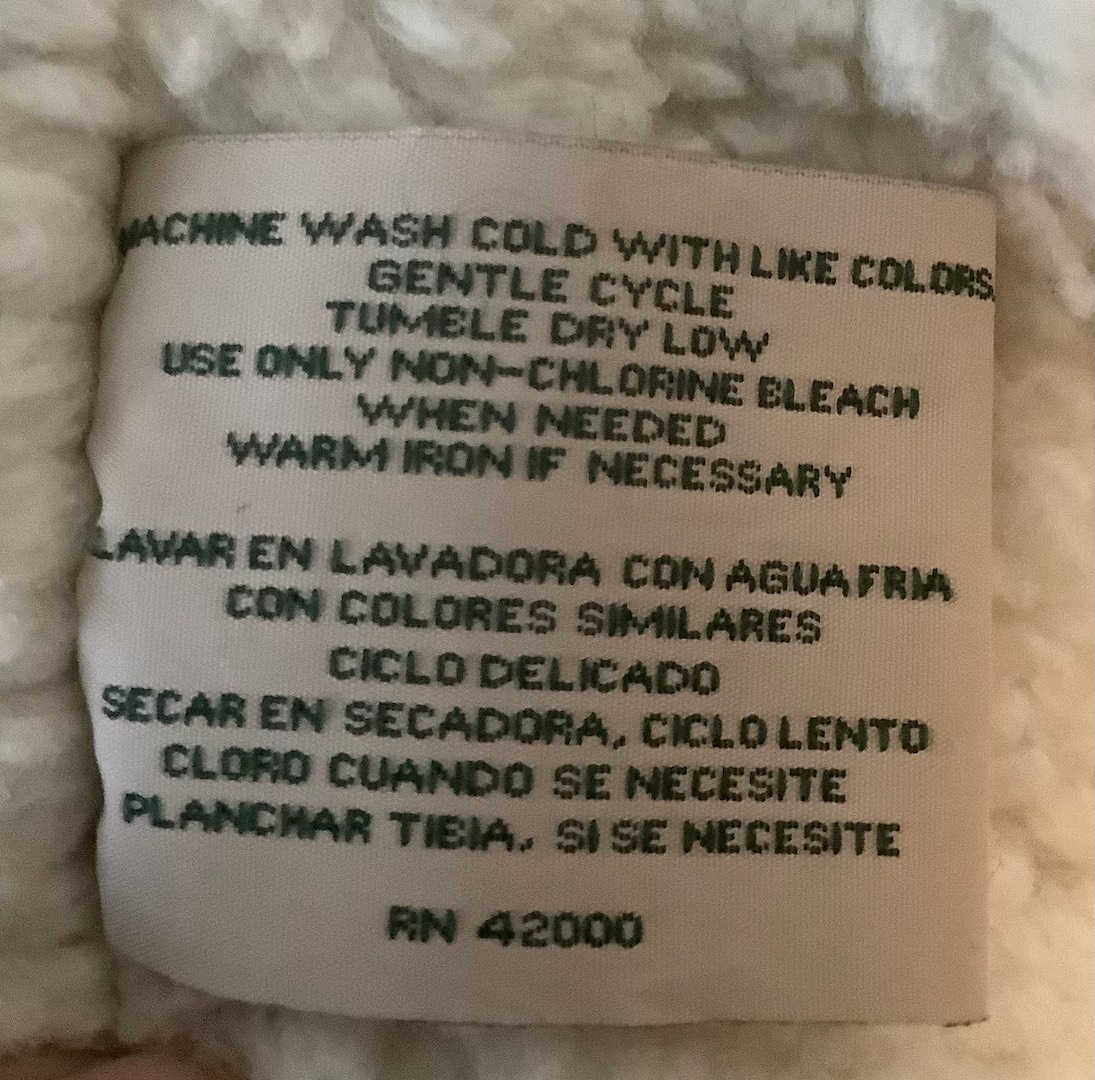 MACHINE WASH COLD WITH LIKE COLORS.
GENTLE CYCLE
TUMBLE DRY LOW
USE ONLY NON-CHLORINE BLEACH
WHEN NEEDED
WARM IRON IF NECESSARY
LAVAR EN LAVADORA CON AGUA FRIA
CON COLORES SIMILARES
CICLO DELICADO
SECAR EN SECADORA, CICLO LENTO
CLORO CUANDO SE NECESITE
PLANCHAR TIBIA, SI SE NECESITE
RN 42000